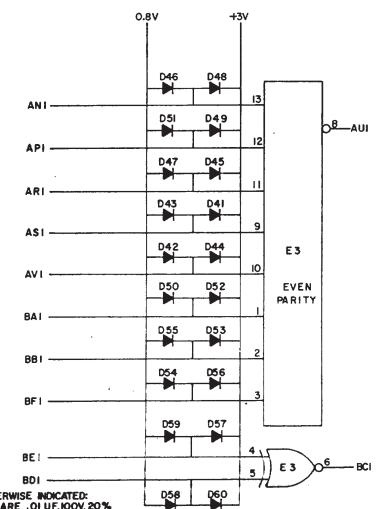 0.8V +3V
D46 D48
AN1 13
D51 D49 8 AU1
AP1 12
D47 D45
AR1 11
D43 D41
AS1 9
D42 D44 E3
AV1 10
D50 D52 EVEN
PARITY
BA1 1
D55 D53
BB1 2
D54 D56
BF1 3
D59 D57
BE1 4
E3 6 BC1
BD1 5
ERWISE INDICATED:
ARE .01UF,100V,20%
D58 D60